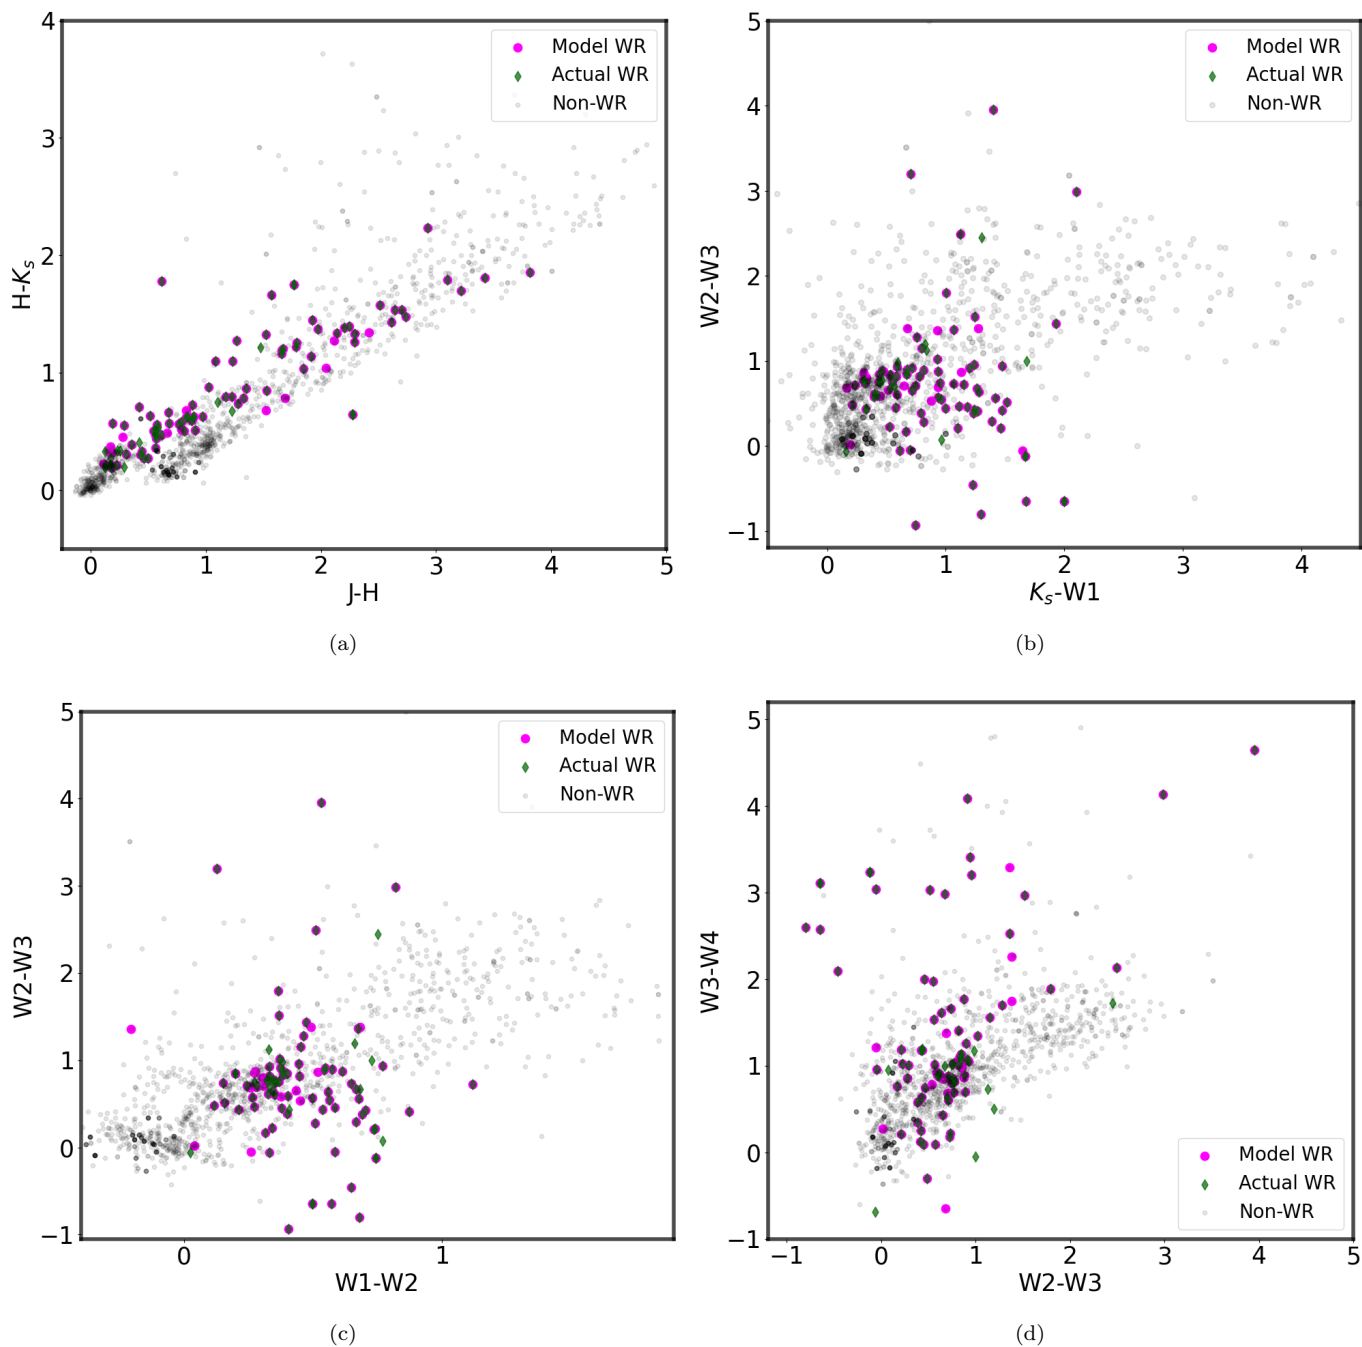 4
3
2
1
0
H-Ks
0 1 2 3 4 5
J-H
Model WR
Actual WR
Non-WR
(a)
5
4
3
2
1
0
−1
W2-W3
0 1 2 3 4
Ks-W1
Model WR
Actual WR
Non-WR
(b)
5
4
3
2
1
0
−1
W2-W3
0 1
W1-W2
Model WR
Actual WR
Non-WR
(c)
5
4
3
2
1
0
−1
W3-W4
−1 0 1 2 3 4 5
W2-W3
Model WR
Actual WR
Non-WR
(d)